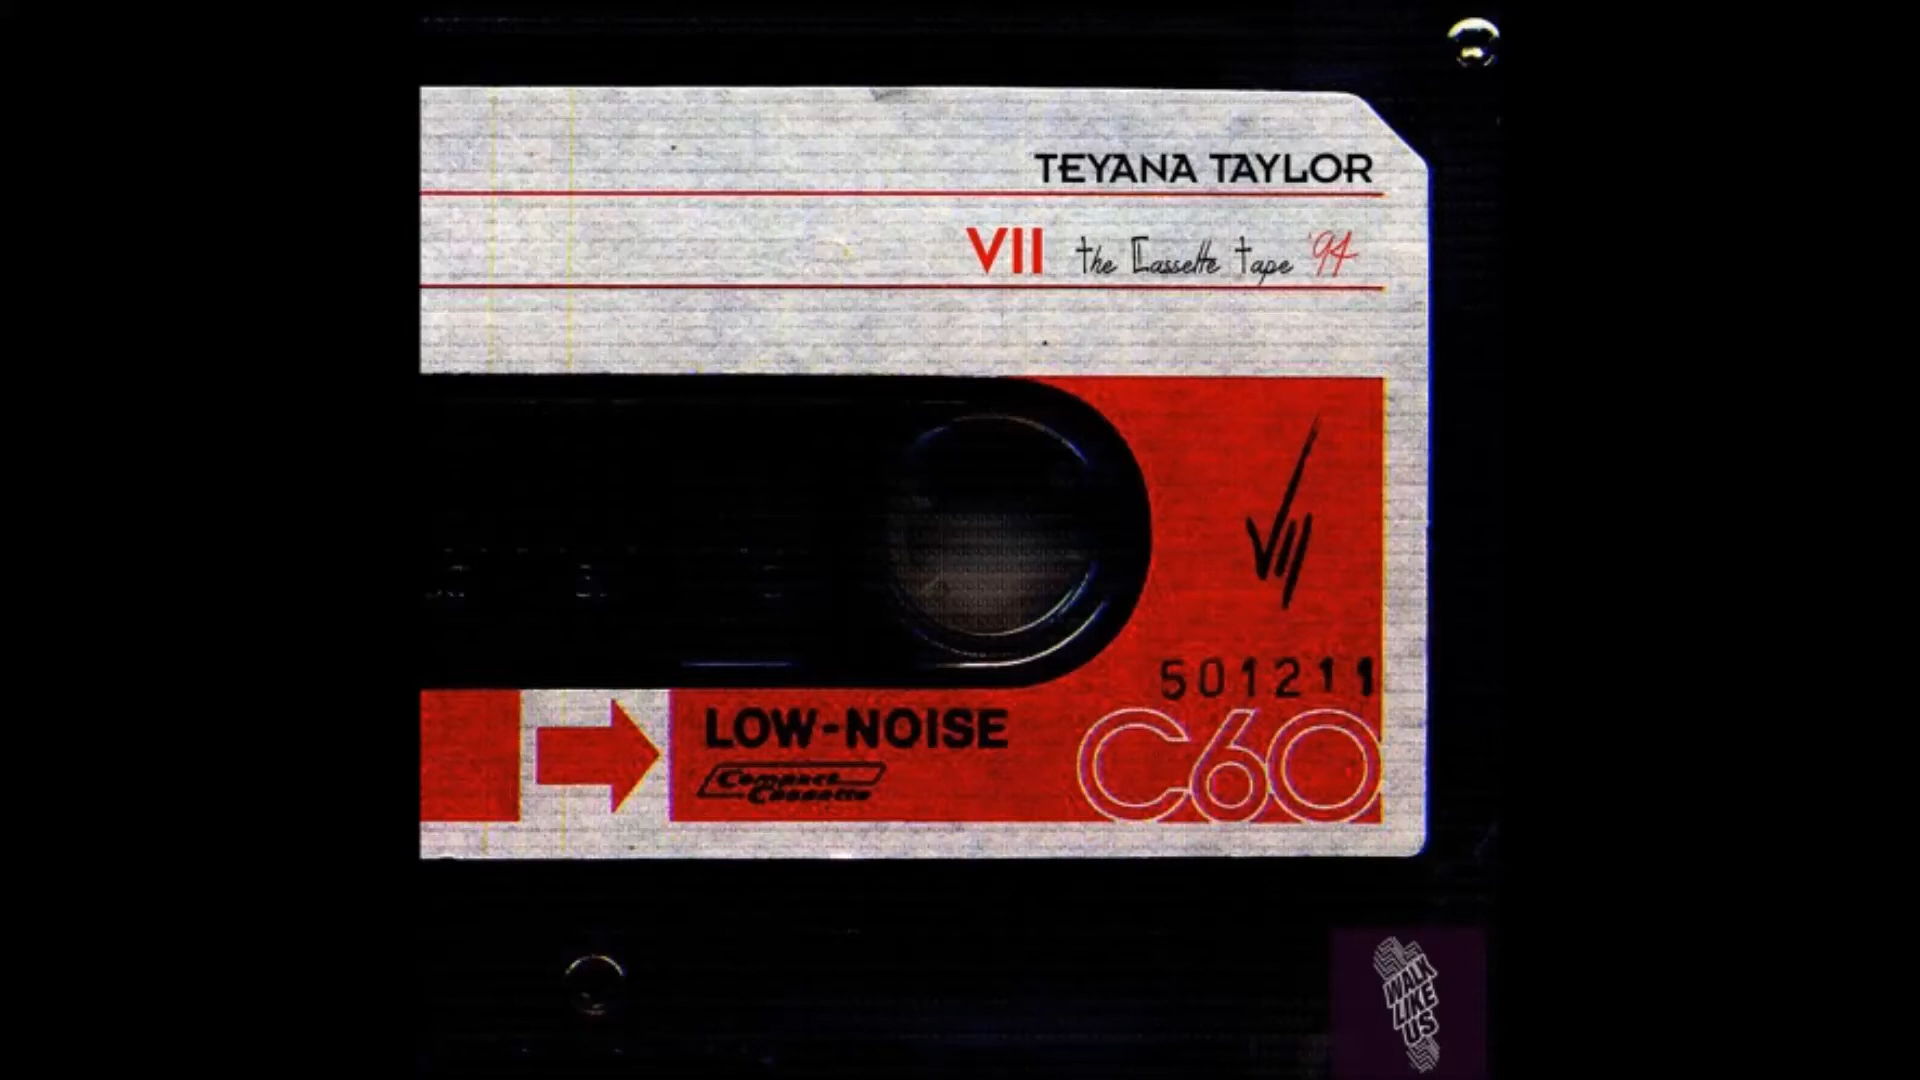 TEYANA TAYLOR
VII the Cassette Tape '94
VII
501211
LOW-NOISE
C60
Compact
Cassette
WALK
LIKE
US